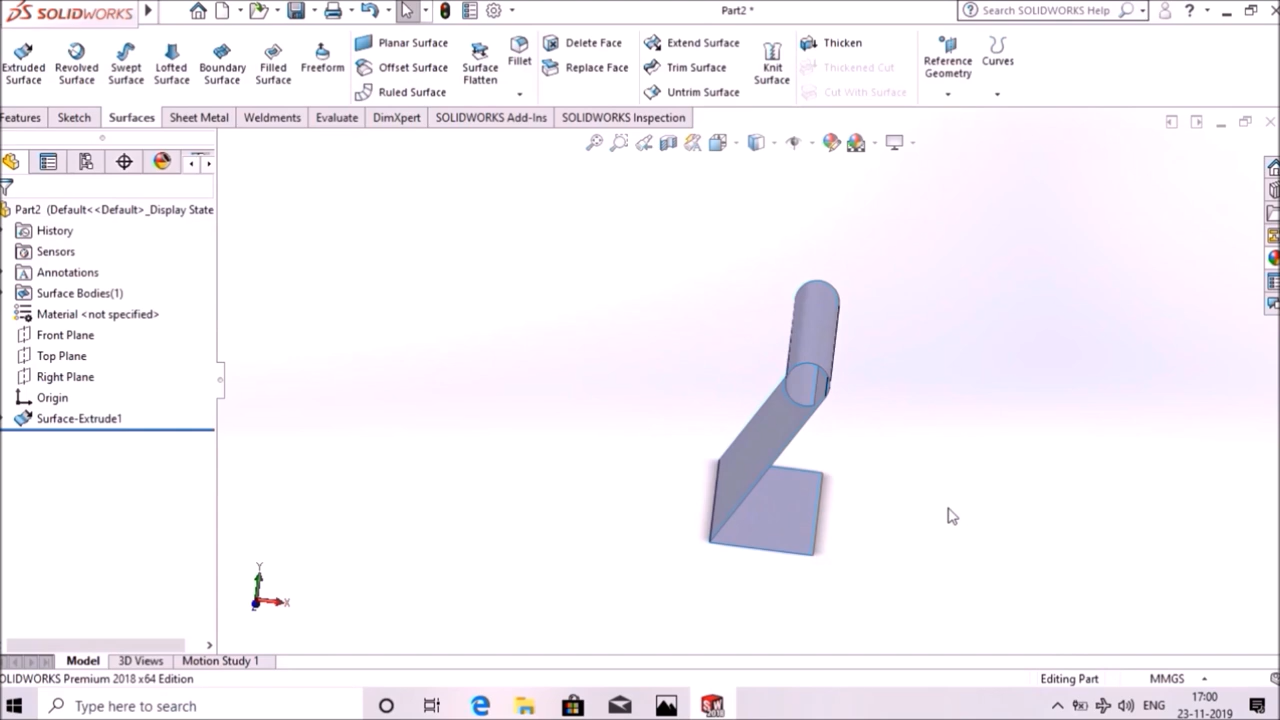 SOLIDWORKS
Part2 *
Search SOLIDWORKS Help
Extruded Surface
Revolved Surface
Swept Surface
Lofted Surface
Boundary Surface
Filled Surface
Freeform
Planar Surface
Offset Surface
Ruled Surface
Surface Flatten
Fillet
Delete Face
Replace Face
Extend Surface
Trim Surface
Untrim Surface
Knit Surface
Thicken
Thickened Cut
Cut With Surface
Reference Geometry
Curves
Features Sketch Surfaces Sheet Metal Weldments Evaluate DimXpert SOLIDWORKS Add-Ins SOLIDWORKS Inspection
Part2 (Default<<Default>_Display State
History
Sensors
Annotations
Surface Bodies(1)
Material <not specified>
Front Plane
Top Plane
Right Plane
Origin
Surface-Extrude1
Y
X
Z
Model 3D Views Motion Study 1
OLIDWORKS Premium 2018 x64 Edition
Editing Part
MMGS
Type here to search
SW
2018
ENG
17:00
23-11-2019